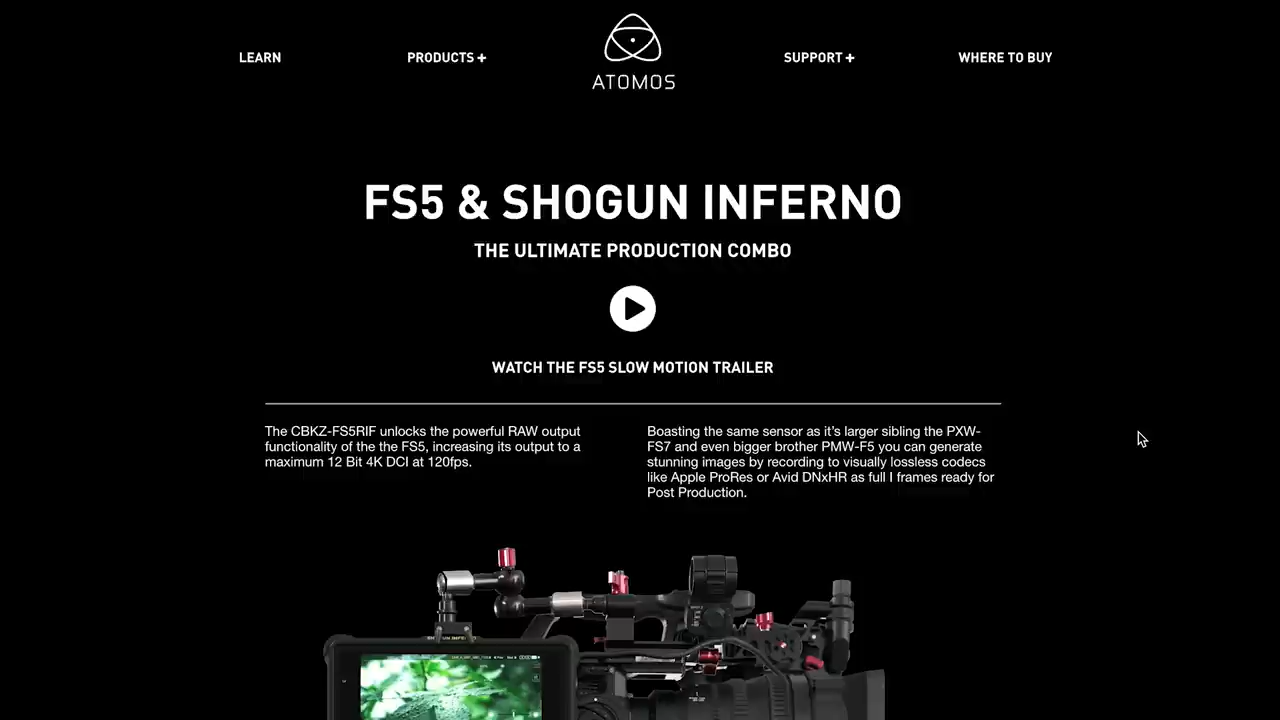 LEARN
PRODUCTS +
ATOMOS
SUPPORT +
WHERE TO BUY
FS5 & SHOGUN INFERNO
THE ULTIMATE PRODUCTION COMBO
WATCH THE FS5 SLOW MOTION TRAILER
The CBKZ-FS5RIF unlocks the powerful RAW output
functionality of the the FS5, increasing its output to a
maximum 12 Bit 4K DCI at 120fps.
Boasting the same sensor as it's larger sibling the PXW-
FS7 and even bigger brother PMW-F5 you can generate
stunning images by recording to visually lossless codecs
like Apple ProRes or Avid DNxHR as full I frames ready for
Post Production.